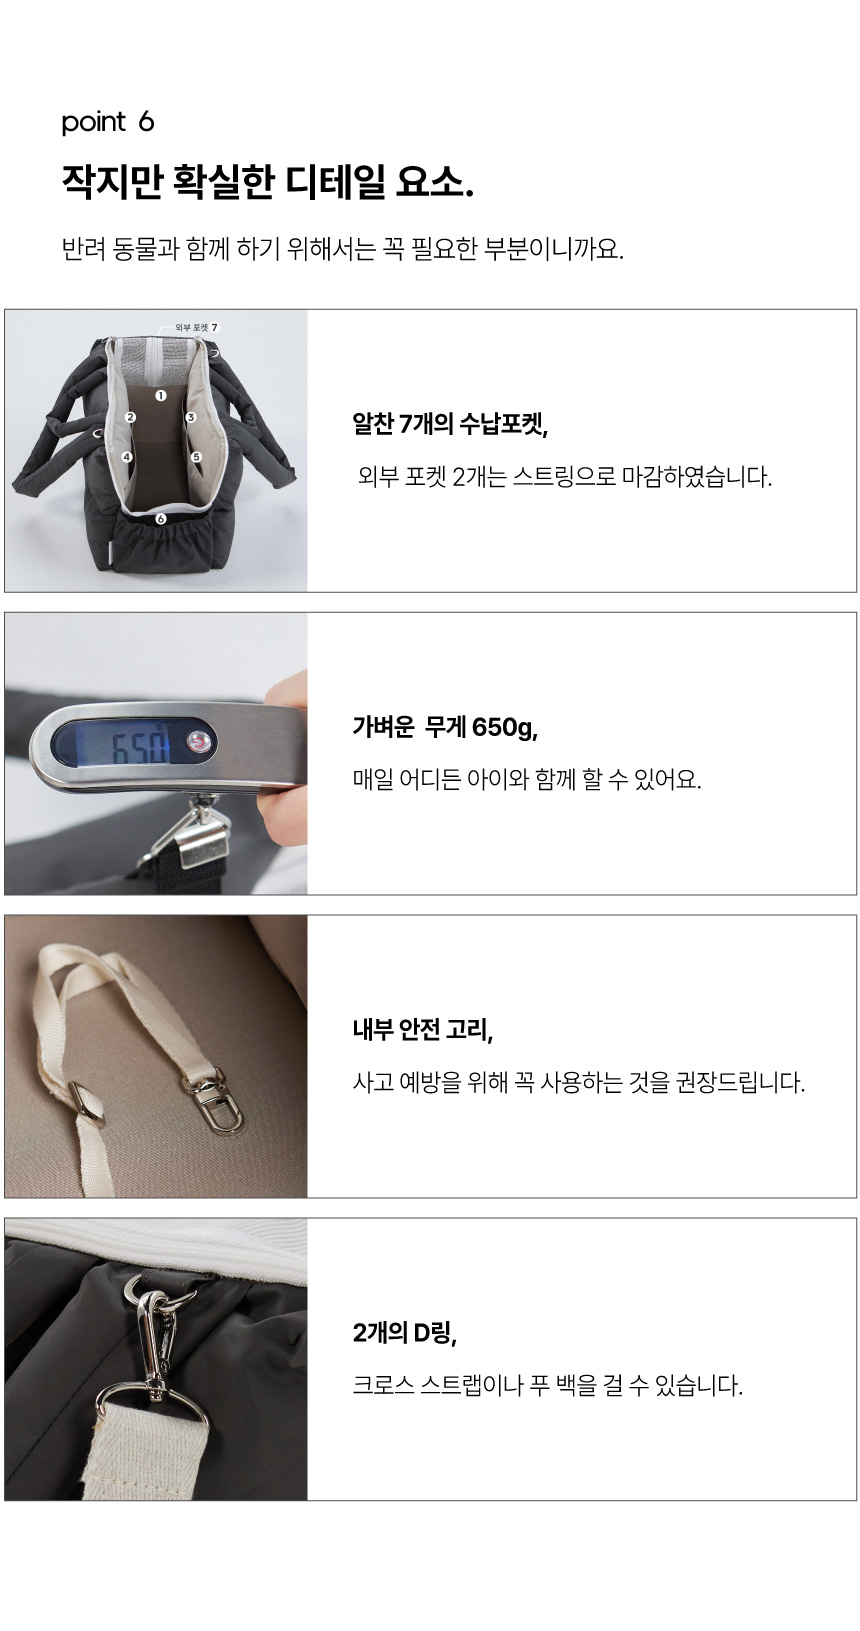 point 6
작지만 확실한 디테일 요소.
반려 동물과 함께 하기 위해서는 꼭 필요한 부분이니까요.
외부 포켓 7
1
2
3
4
5
6
알찬 7개의 수납포켓,
외부 포켓 2개는 스트링으로 마감하였습니다.
650
가벼운 무게 650g,
매일 어디든 아이와 함께 할 수 있어요.
내부 안전 고리,
사고 예방을 위해 꼭 사용하는 것을 권장드립니다.
2개의 D링,
크로스 스트랩이나 푸 백을 걸 수 있습니다.